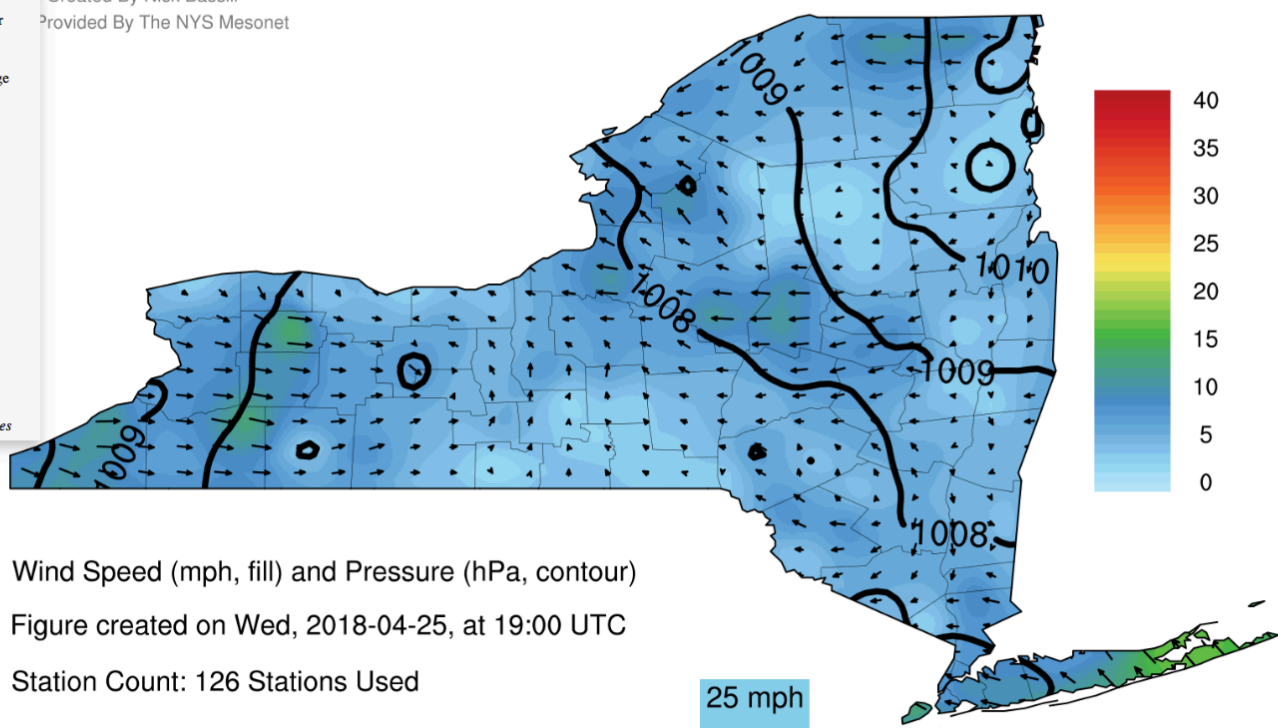 Provided By The NYS Mesonet
ge
es
1009
1008
1010
1009
1009
1008
40
35
30
25
20
15
10
5
0
Wind Speed (mph, fill) and Pressure (hPa, contour)
Figure created on Wed, 2018-04-25, at 19:00 UTC
Station Count: 126 Stations Used
25 mph